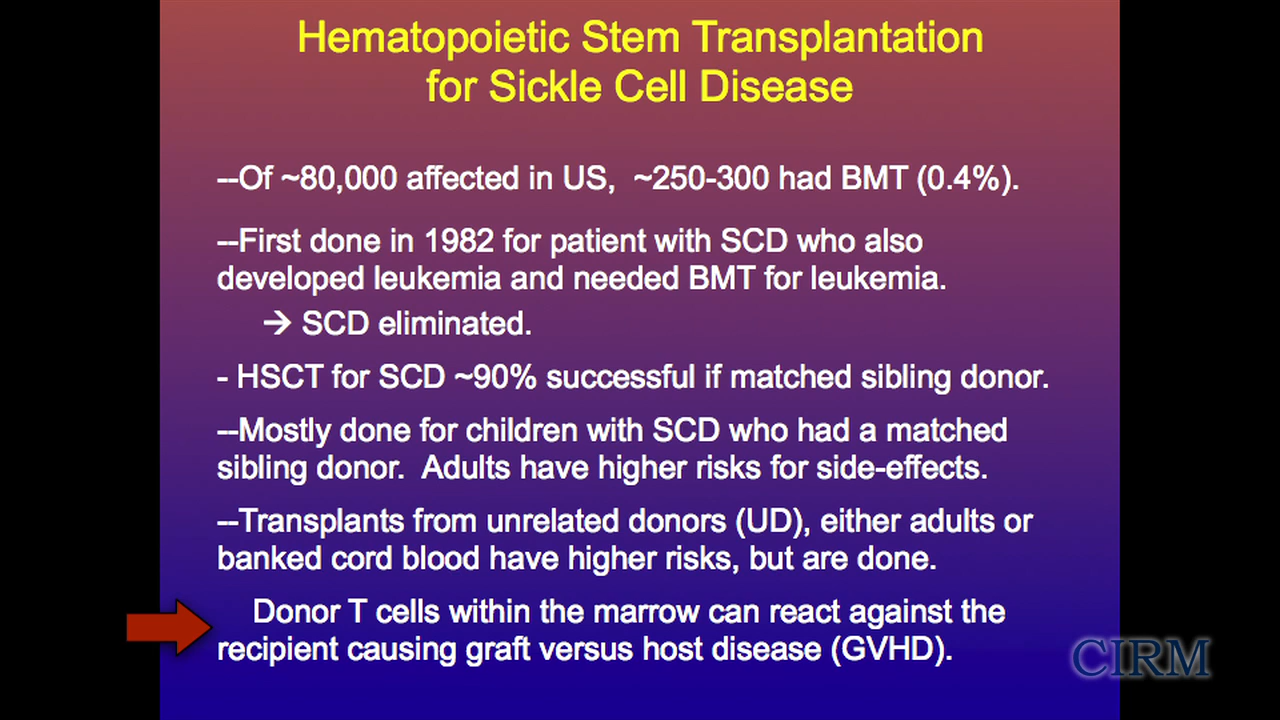 Hematopoietic Stem Transplantation
for Sickle Cell Disease
--Of ~80,000 affected in US,  ~250-300 had BMT (0.4%).
--First done in 1982 for patient with SCD who also
developed leukemia and needed BMT for leukemia.
→ SCD eliminated.
- HSCT for SCD ~90% successful if matched sibling donor.
--Mostly done for children with SCD who had a matched
sibling donor.  Adults have higher risks for side-effects.
--Transplants from unrelated donors (UD), either adults or
banked cord blood have higher risks, but are done.
Donor T cells within the marrow can react against the
recipient causing graft versus host disease (GVHD).
CIRM